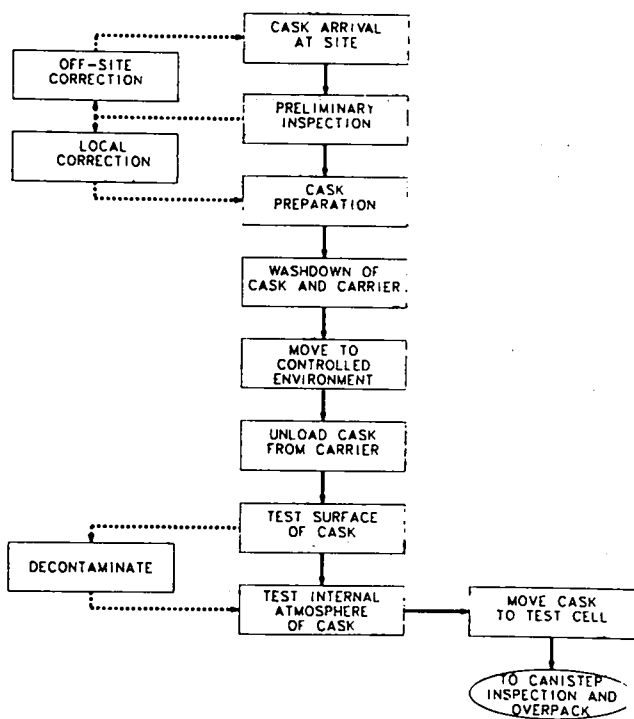 CASK ARRIVAL
AT SITE
OFF-SITE
CORRECTION
PRELIMINARY
INSPECTION
LOCAL
CORRECTION
CASK
PREPARATION
WASHDOWN OF
CASK AND CARRIER
MOVE TO
CONTROLLED
ENVIRONMENT
UNLOAD CASK
FROM CARRIER
TEST SURFACE
OF CASK
DECONTAMINATE
TEST INTERNAL
ATMOSPHERE
OF CASK
MOVE CASK
TO TEST CELL
TO CANISTEP
INSPECTION AND
OVERPACK